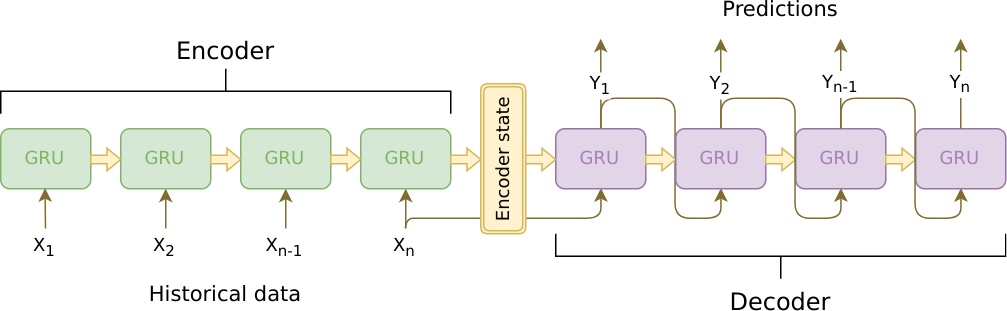 Predictions
Encoder
Y1 Y2 Yn-1 Yn
GRU GRU GRU GRU Encoder state GRU GRU GRU GRU
X1 X2 Xn-1 Xn
Historical data
Decoder